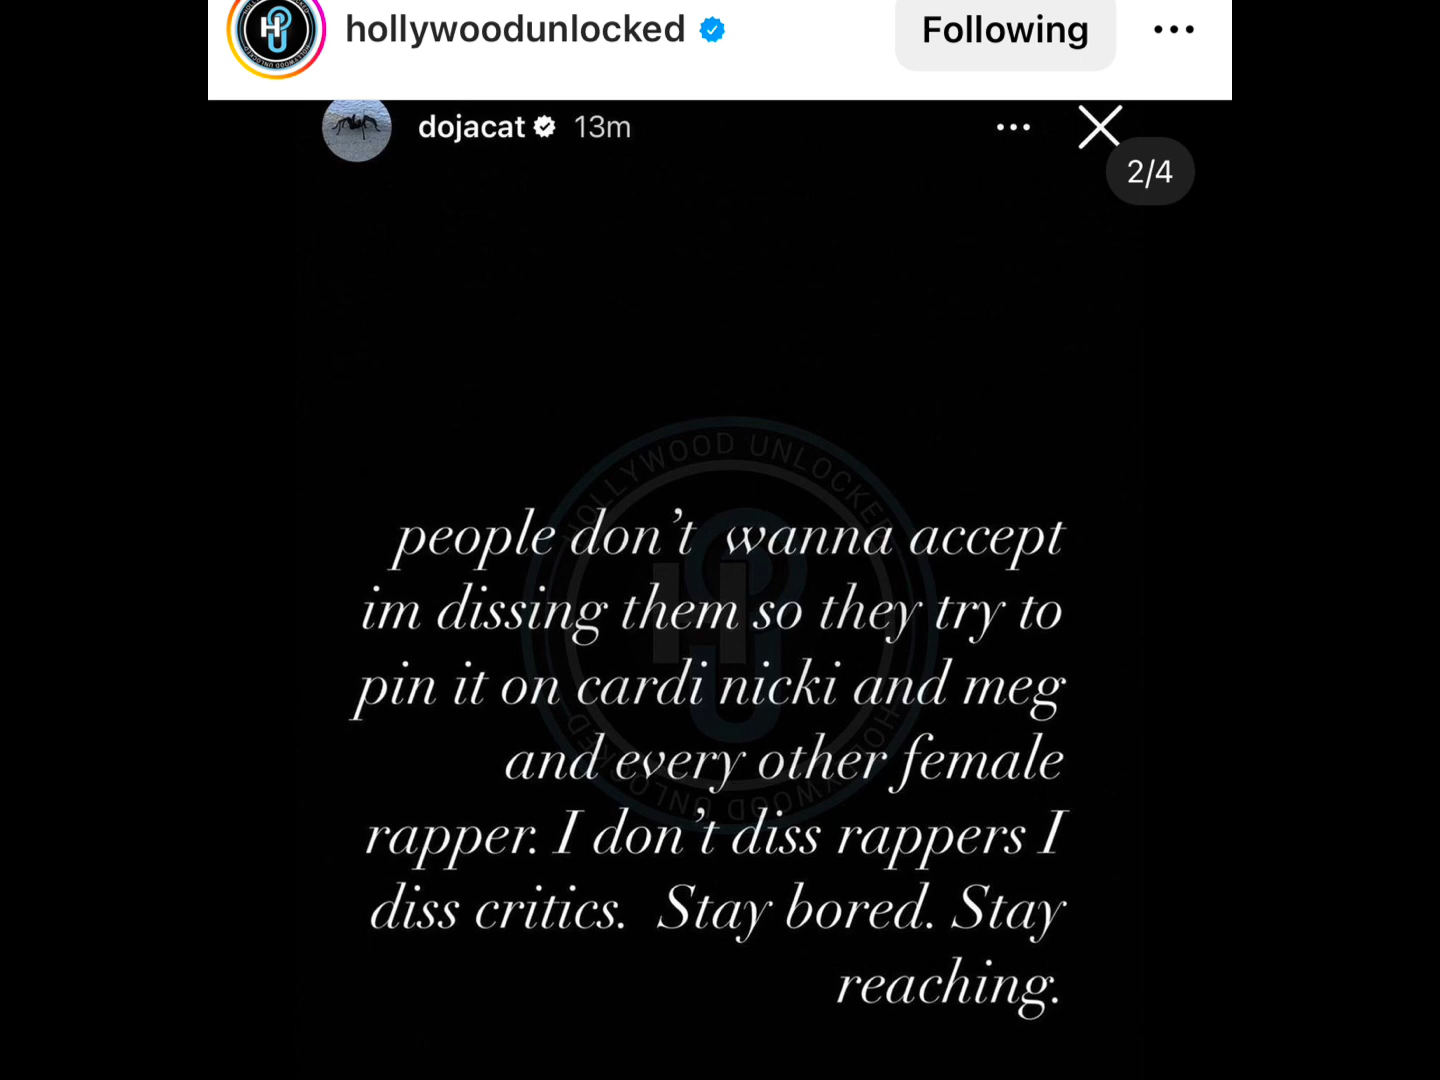 hollywoodunlocked
Following
dojacat 13m
2/4
HOLLYWOOD UNLOCKED
people don't wanna accept
im dissing them so they try to
pin it on cardi nicki and meg
and every other female
rapper. I don't diss rappers I
diss critics. Stay bored. Stay
reaching.
HOLLYWOOD UNLOCKED